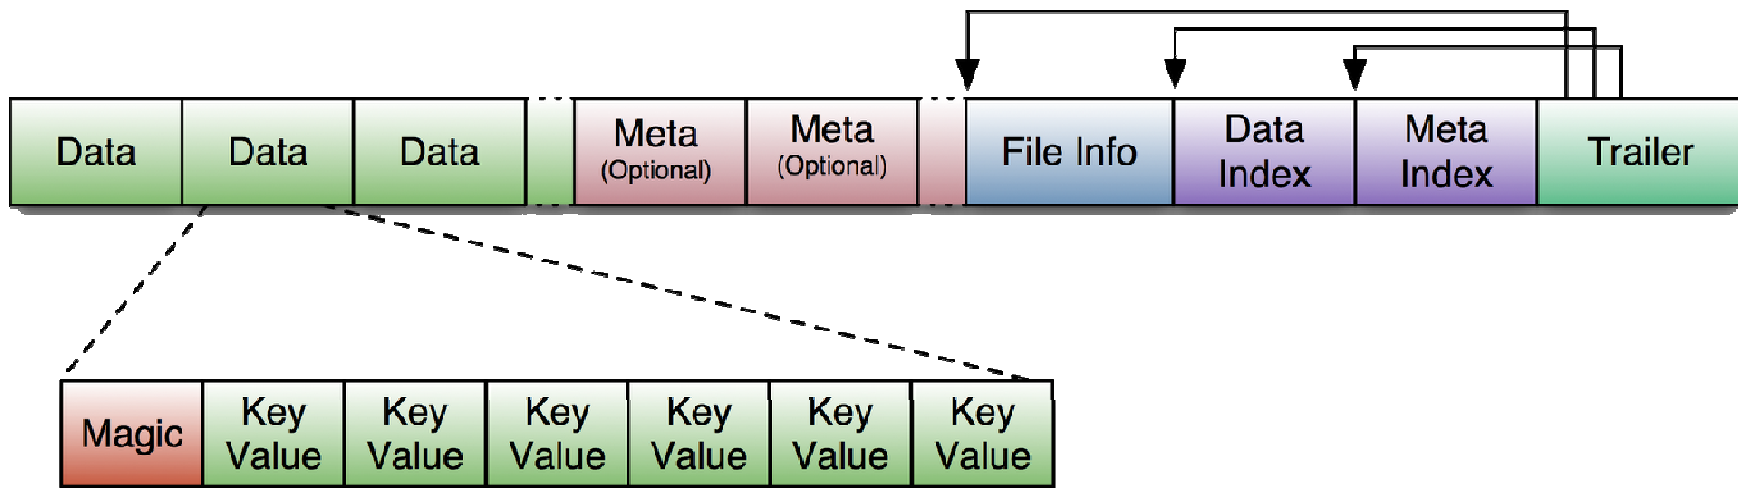 Data
Data
Data
Meta
(Optional)
Meta
(Optional)
File Info
Data
Index
Meta
Index
Trailer
Magic
Key
Value
Key
Value
Key
Value
Key
Value
Key
Value
Key
Value